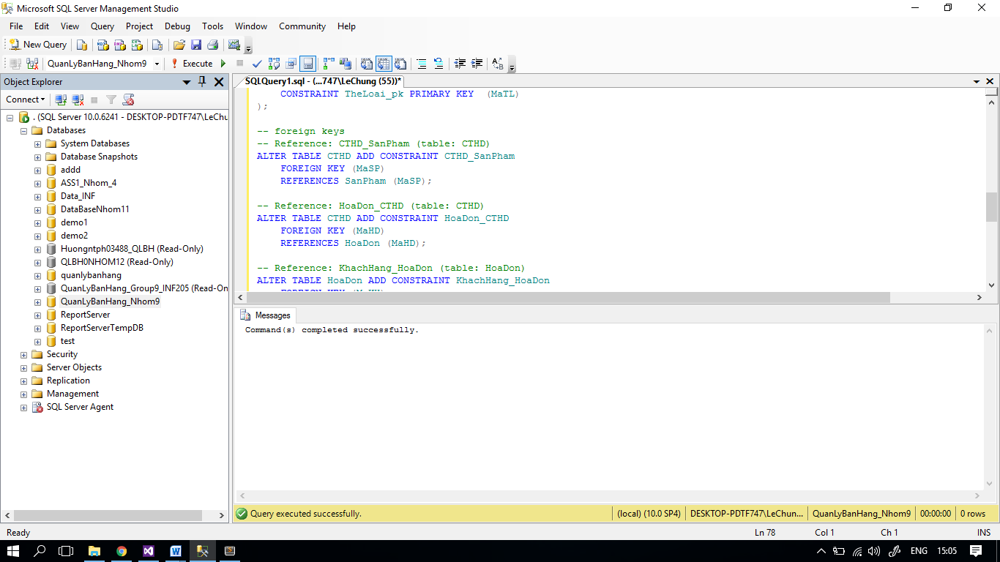 Microsoft SQL Server Management Studio
File Edit View Query Project Debug Tools Window Community Help
New Query
QuanLyBanHang_Nhom9 Execute
Object Explorer
Connect
. (SQL Server 10.0.6241 - DESKTOP-PDTF747\LeChu
Databases
System Databases
Database Snapshots
addd
ASS1_Nhom_4
Data_INF
DataBaseNhom11
demo1
demo2
Huongntph03488_QLBH (Read-Only)
QLBH0NHOM12 (Read-Only)
quanlybanhang
QuanLyBanHang_Group9_INF205 (Read-On
QuanLyBanHang_Nhom9
ReportServer
ReportServerTempDB
test
Security
Server Objects
Replication
Management
SQL Server Agent
SQLQuery1.sql - (...747\LeChung (55))*
CONSTRAINT TheLoai_pk PRIMARY KEY (MaTL)
);
-- foreign keys
-- Reference: CTHD_SanPham (table: CTHD)
ALTER TABLE CTHD ADD CONSTRAINT CTHD_SanPham
FOREIGN KEY (MaSP)
REFERENCES SanPham (MaSP);
-- Reference: HoaDon_CTHD (table: CTHD)
ALTER TABLE CTHD ADD CONSTRAINT HoaDon_CTHD
FOREIGN KEY (MaHD)
REFERENCES HoaDon (MaHD);
-- Reference: KhachHang_HoaDon (table: HoaDon)
ALTER TABLE HoaDon ADD CONSTRAINT KhachHang_HoaDon
Messages
Command(s) completed successfully.
Query executed successfully. (local) (10.0 SP4) DESKTOP-PDTF747\LeChun... QuanLyBanHang_Nhom9 00:00:00 0 rows
Ready Ln 78 Col 1 Ch 1 INS
ENG 15:05